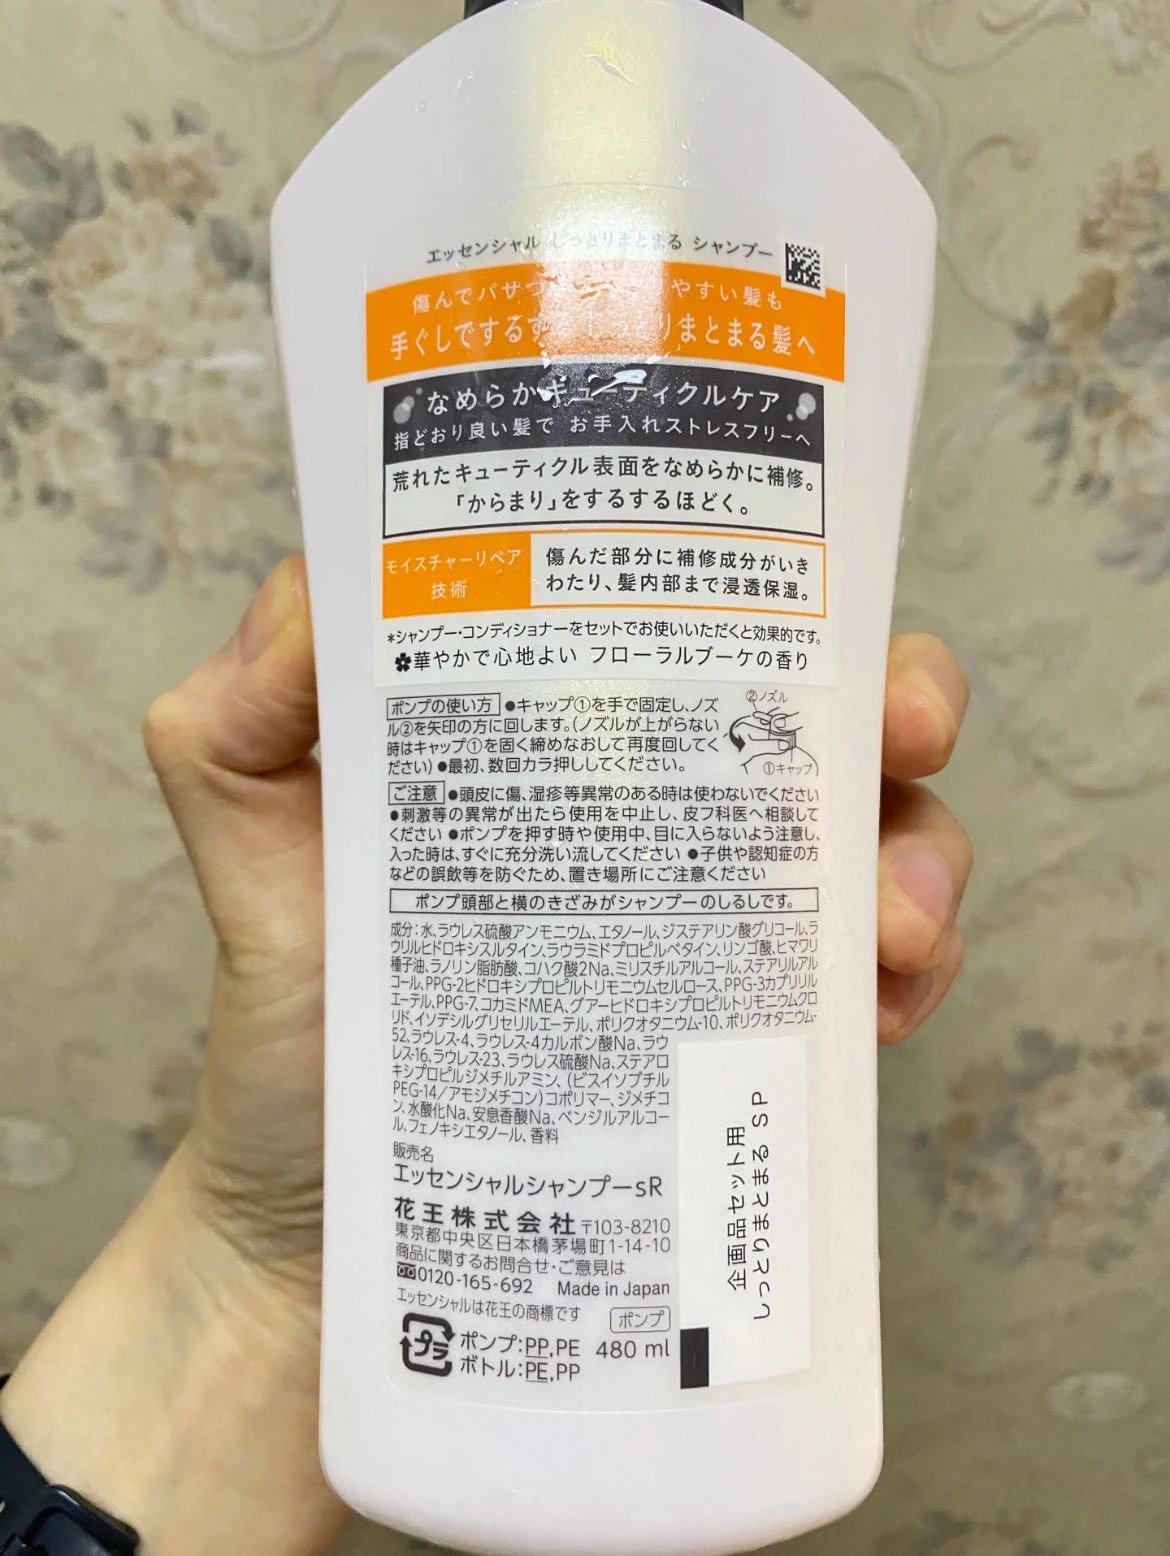 エッセンシャル しっとりまとまる シャンプー
傷んでパサつ やすい髪も
手ぐしでするするしっとりまとまる髪へ
なめらかキューティクルケア
指どおり良い髪で お手入れストレスフリーへ
荒れたキューティクル表面をなめらかに補修。
「からまり」をするするほどく。
モイスチャーリペア
技術
傷んだ部分に補修成分がいき
わたり、髪内部まで浸透保湿。
*シャンプー・コンディショナーをセットでお使いいただくと効果的です。
✿華やかで心地よい フローラルブーケの香り
ポンプの使い方 ●キャップ①を手で固定し、ノズ
ル②を矢印の方に回します。(ノズルが上がらない
時はキャップ①を固く締めなおして再度回してく
ださい) ●最初、数回カラ押ししてください。
②ノズル
①キャップ
ご注意 ●頭皮に傷、湿疹等異常のある時は使わないでください
●刺激等の異常が出たら使用を中止し、皮フ科医へ相談して
ください ●ポンプを押す時や使用中、目に入らないよう注意し、
入った時は、すぐに充分洗い流してください ●子供や認知症の方
などの誤飲等を防ぐため、置き場所にご注意ください
ポンプ頭部と横のきざみがシャンプーのしるしです。
成分:水、ラウレス硫酸アンモニウム、エタノール、ジステアリン酸グリコール、ラ
ウリルヒドロキシスルタイン、ラウラミドプロピルベタイン、リンゴ酸、ヒマワリ
種子油、ラノリン脂肪酸、コハク酸2Na、ミリスチルアルコール、ステアリルアル
コール、PPG-2ヒドロキシプロピルトリモニウムセルロース、PPG-3カプリリル
エーテル、PPG-7、コカミドMEA、グアーヒドロキシプロピルトリモニウムクロ
リド、イソデシルグリセリルエーテル、ポリクオタニウム-10、ポリクオタニウム-
52、ラウレス-4、ラウレス-4カルボン酸Na、ラウ
レス-16、ラウレス-23、ラウレス硫酸Na、ステアロ
キシプロピルジメチルアミン、(ビスイソブチル
PEG-14/アモジメチコン)コポリマー、ジメチコ
ン、水酸化Na、安息香酸Na、ベンジルアルコー
ル、フェノキシエタノール、香料
販売名
エッセンシャルシャンプーsR
花王株式会社 〒103-8210
東京都中央区日本橋茅場町1-14-10
商品に関するお問合せ・ご意見は
0120-165-692 Made in Japan
エッセンシャルは花王の商標です
ポンプ
プラ
ポンプ:PP,PE 480 ml
ボトル:PE,PP
企画品セット用
しっとりまとまる SP